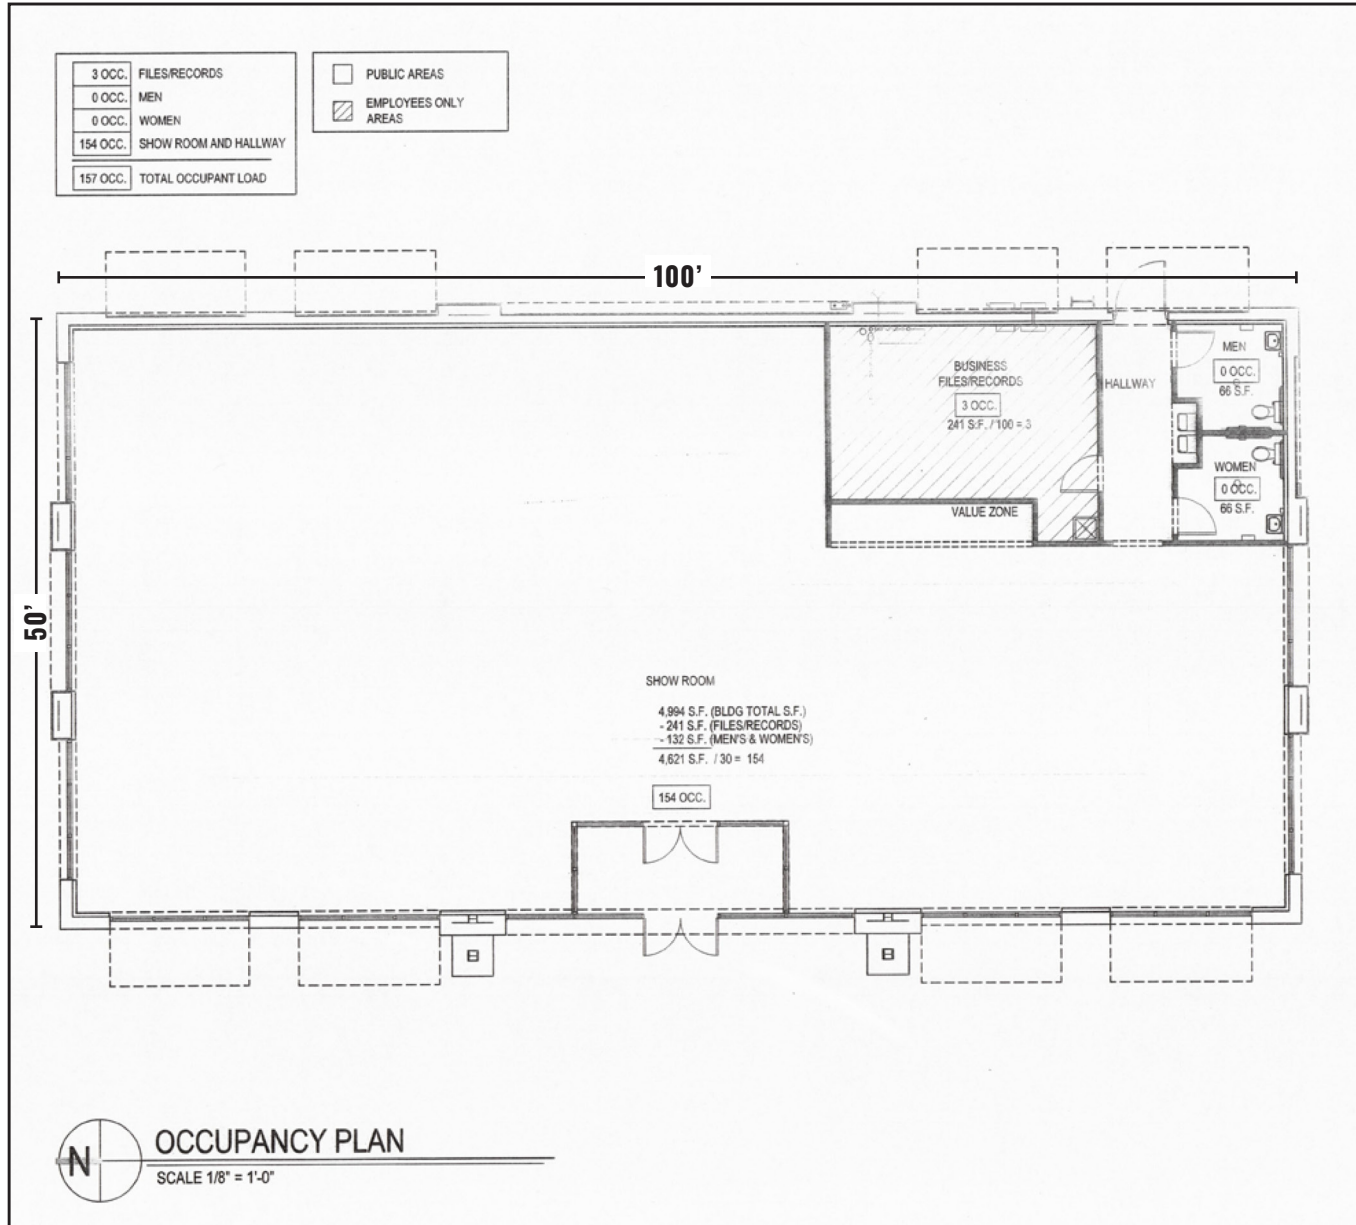 3 OCC. FILES/RECORDS
0 OCC. MEN
0 OCC. WOMEN
154 OCC. SHOW ROOM AND HALLWAY
157 OCC. TOTAL OCCUPANT LOAD
PUBLIC AREAS
EMPLOYEES ONLY
AREAS
100'
50'
BUSINESS
FILES/RECORDS
3 OCC.
241 S.F. / 100 = 3
HALLWAY
MEN
0 OCC.
66 S.F.
WOMEN
0 OCC.
66 S.F.
VALUE ZONE
SHOW ROOM
4,994 S.F. (BLDG TOTAL S.F.)
- 241 S.F. (FILES/RECORDS)
- 132 S.F. (MEN'S & WOMEN'S)
4,621 S.F. / 30 = 154
154 OCC.
N
OCCUPANCY PLAN
SCALE 1/8" = 1'-0"